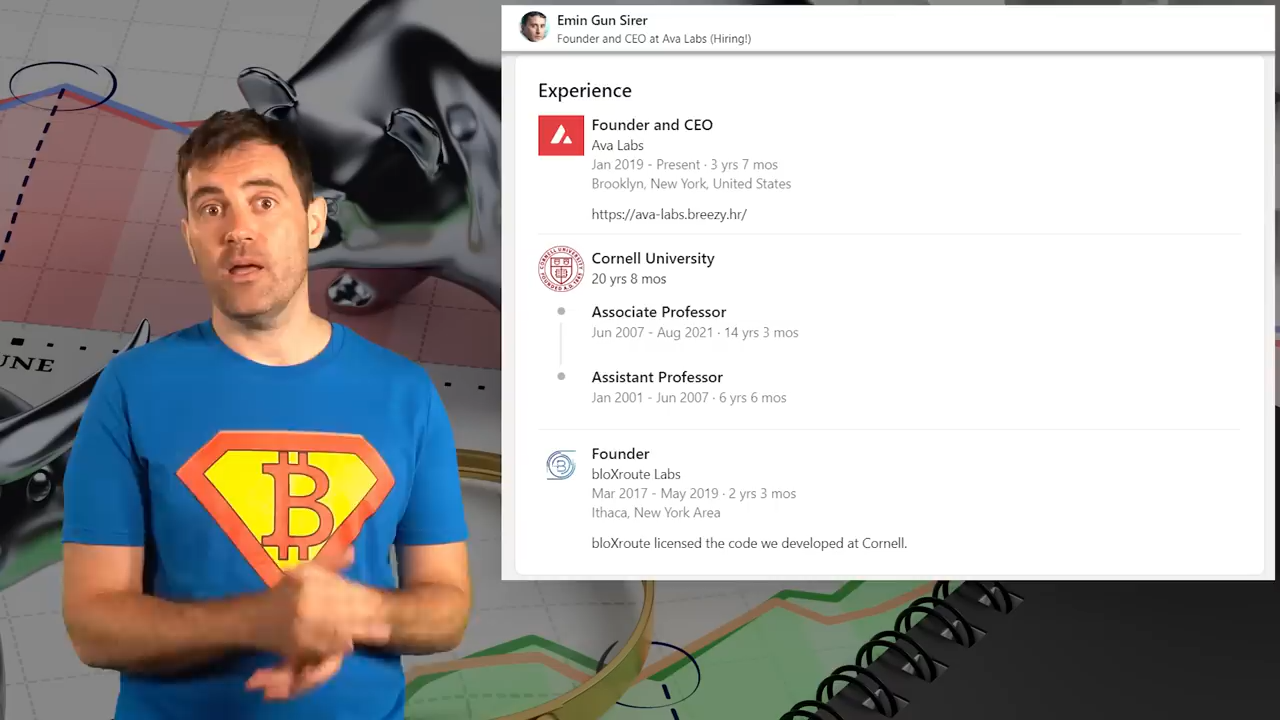 Emin Gun Sirer
Founder and CEO at Ava Labs (Hiring!)
Experience
Founder and CEO
Ava Labs
Jan 2019 - Present · 3 yrs 7 mos
Brooklyn, New York, United States
https://ava-labs.breezy.hr/
Cornell University
20 yrs 8 mos
Associate Professor
Jun 2007 - Aug 2021 · 14 yrs 3 mos
Assistant Professor
Jan 2001 - Jun 2007 · 6 yrs 6 mos
Founder
bloXroute Labs
Mar 2017 - May 2019 · 2 yrs 3 mos
Ithaca, New York Area
bloXroute licensed the code we developed at Cornell.
UNE
B